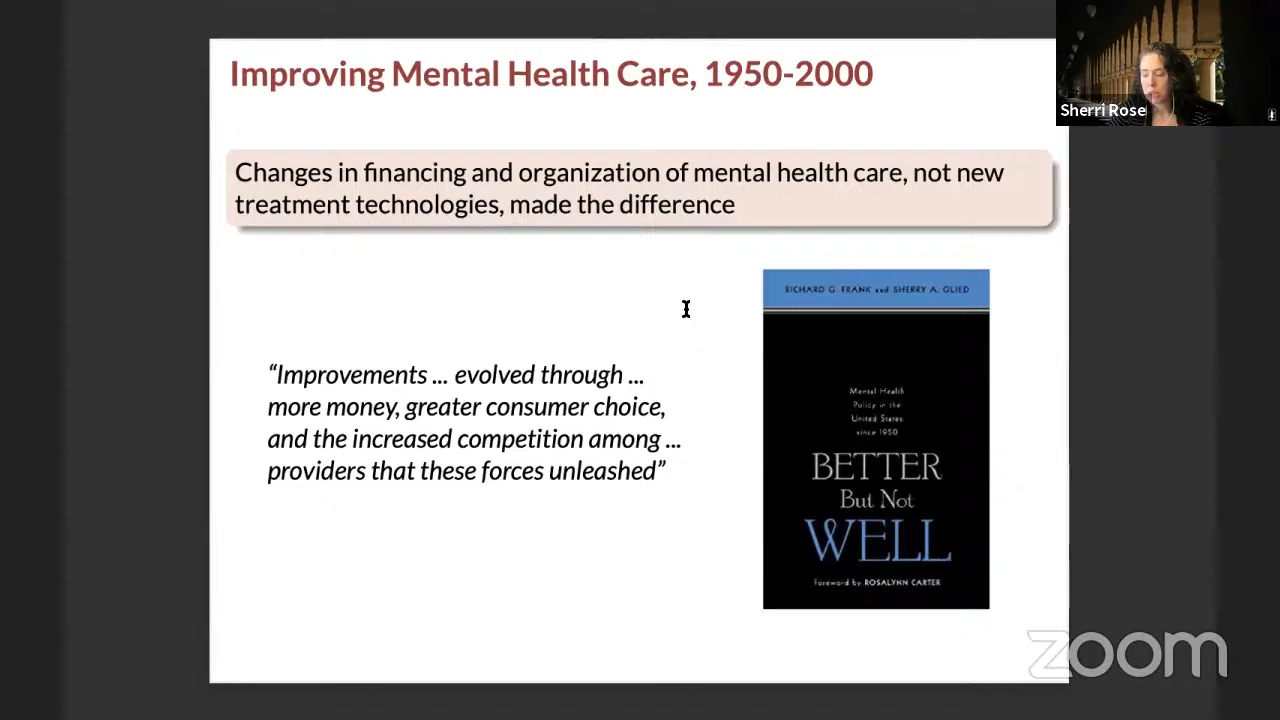 Improving Mental Health Care, 1950-2000
Sherri Rose
Changes in financing and organization of mental health care, not new
treatment technologies, made the difference
“Improvements ... evolved through ...
more money, greater consumer choice,
and the increased competition among ...
providers that these forces unleashed”
RICHARD G. FRANK and SHERRY A. GLIED
Mental Health
Policy in the
United States
since 1950
BETTER
But Not
WELL
Foreword by ROSALYNN CARTER
zoom